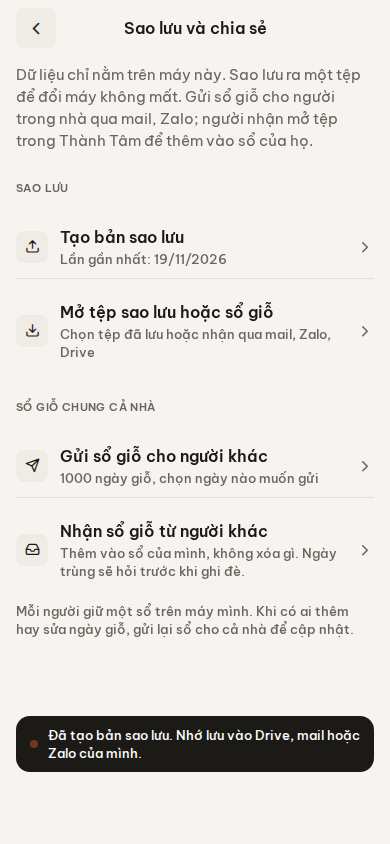 Sao lưu và chia sẻ
Dữ liệu chỉ nằm trên máy này. Sao lưu ra một tệp
để đổi máy không mất. Gửi sổ giỗ cho người
trong nhà qua mail, Zalo; người nhận mở tệp
trong Thành Tâm để thêm vào sổ của họ.
SAO LƯU
Tạo bản sao lưu
Lần gần nhất: 19/11/2026
Mở tệp sao lưu hoặc sổ giỗ
Chọn tệp đã lưu hoặc nhận qua mail, Zalo,
Drive
SỔ GIỖ CHUNG CẢ NHÀ
Gửi sổ giỗ cho người khác
1000 ngày giỗ, chọn ngày nào muốn gửi
Nhận sổ giỗ từ người khác
Thêm vào sổ của mình, không xóa gì. Ngày
trùng sẽ hỏi trước khi ghi đè.
Mỗi người giữ một sổ trên máy mình. Khi có ai thêm
hay sửa ngày giỗ, gửi lại sổ cho cả nhà để cập nhật.
Đã tạo bản sao lưu. Nhớ lưu vào Drive, mail hoặc
Zalo của mình.